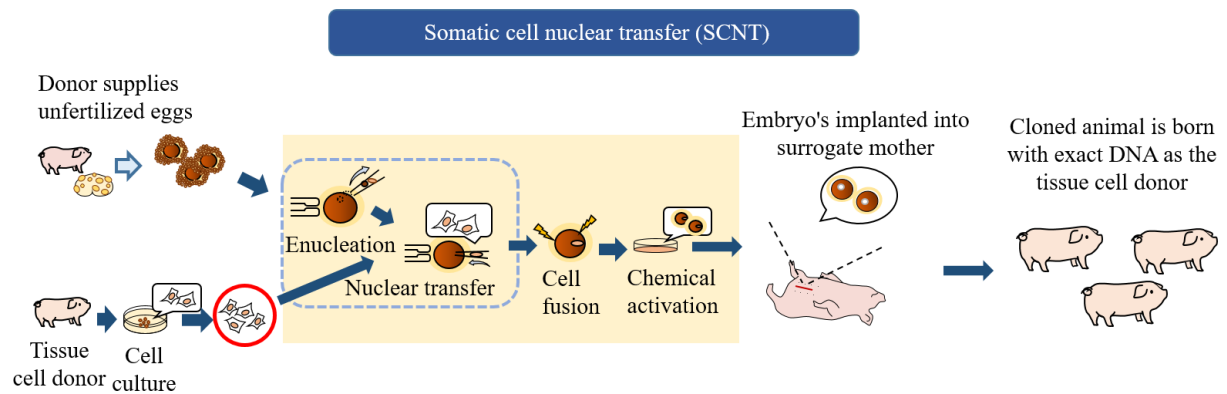 Somatic cell nuclear transfer (SCNT)
Donor supplies
unfertilized eggs
Enucleation
Nuclear transfer
Tissue
cell donor
Cell
culture
Cell
fusion
Chemical
activation
Embryo's implanted into
surrogate mother
Cloned animal is born
with exact DNA as the
tissue cell donor